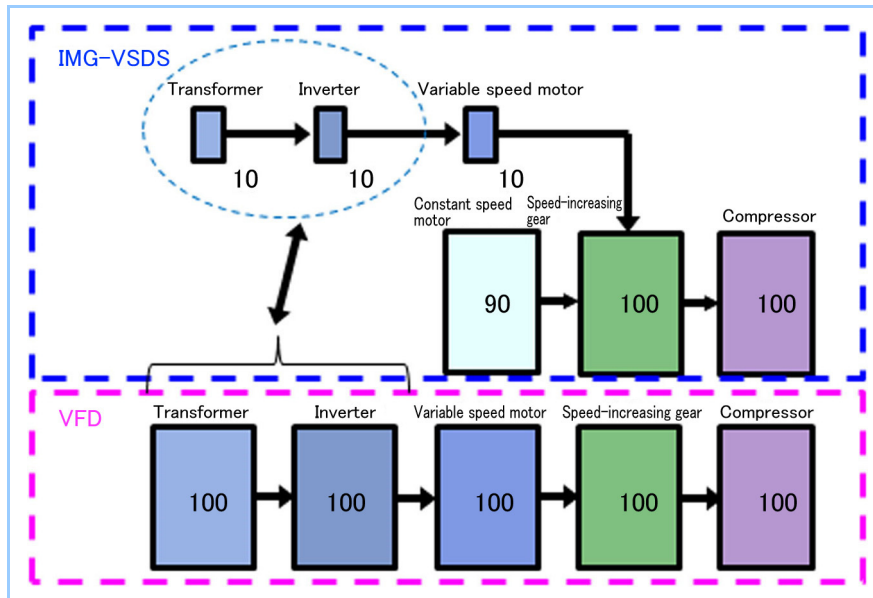 IMG-VSDS
Transformer
Inverter
Variable speed motor
10
10
10
Constant speed
motor
Speed-increasing
gear
Compressor
90
100
100
VFD
Transformer
Inverter
Variable speed motor
Speed-increasing gear
Compressor
100
100
100
100
100